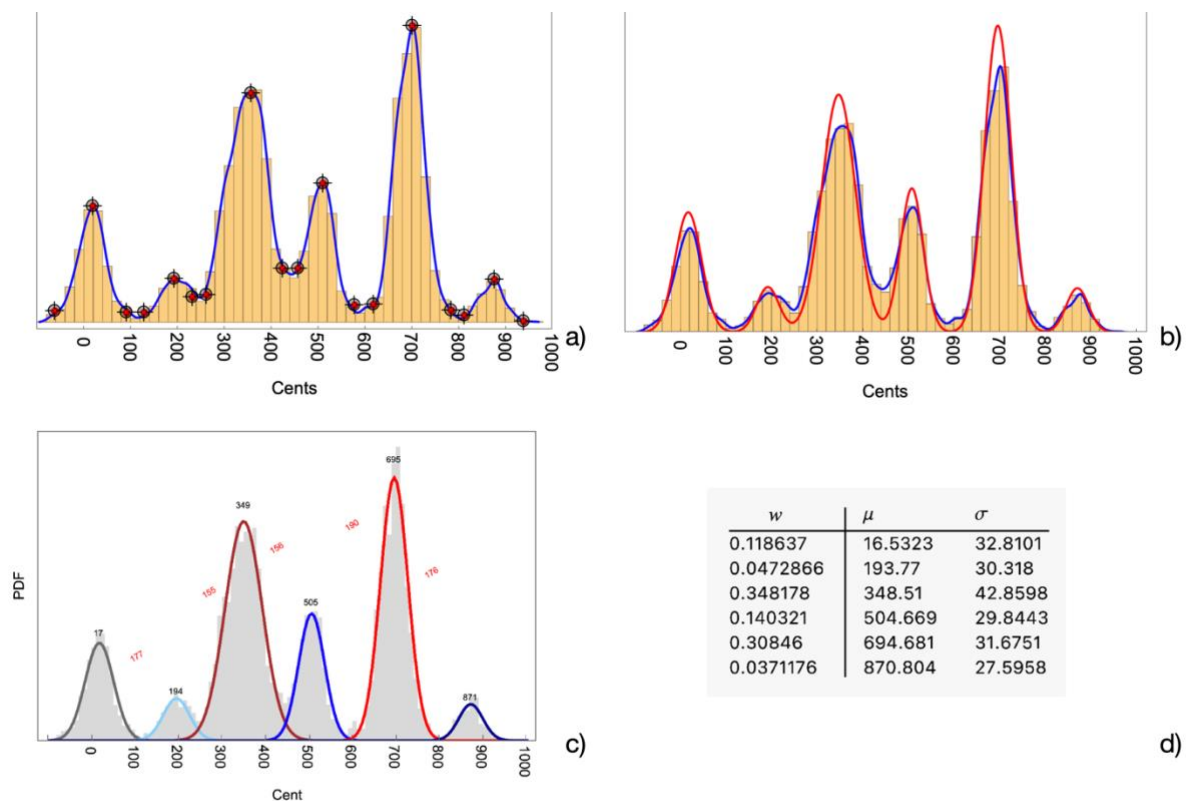 0 100 200 300 400 500 600 700 800 900 1000
Cents
a)
0 100 200 300 400 500 600 700 800 900 1000
Cents
b)
PDF
695
349
190
156
176
155
505
17
177
194
871
0 100 200 300 400 500 600 700 800 900 1000
Cent
c)
w μ σ
0.118637 16.5323 32.8101
0.0472866 193.77 30.318
0.348178 348.51 42.8598
0.140321 504.669 29.8443
0.30846 694.681 31.6751
0.0371176 870.804 27.5958
d)